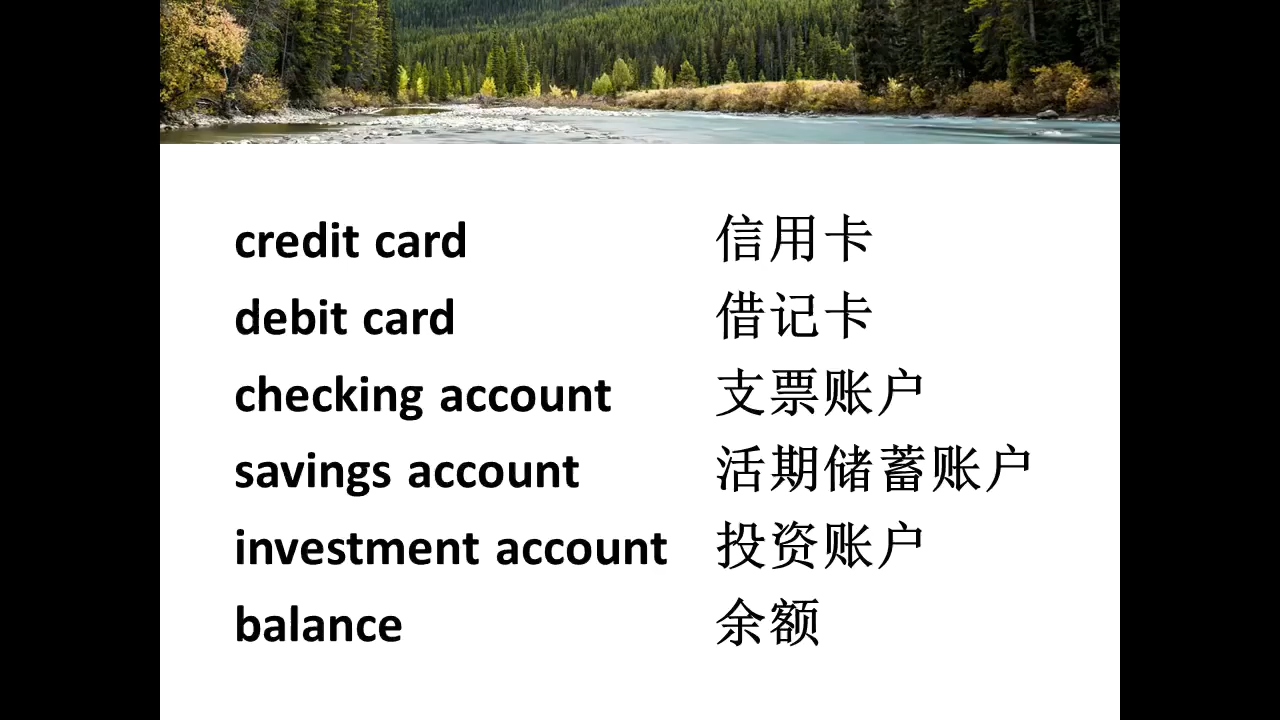 credit card 信用卡
debit card 借记卡
checking account 支票账户
savings account 活期储蓄账户
investment account 投资账户
balance 余额